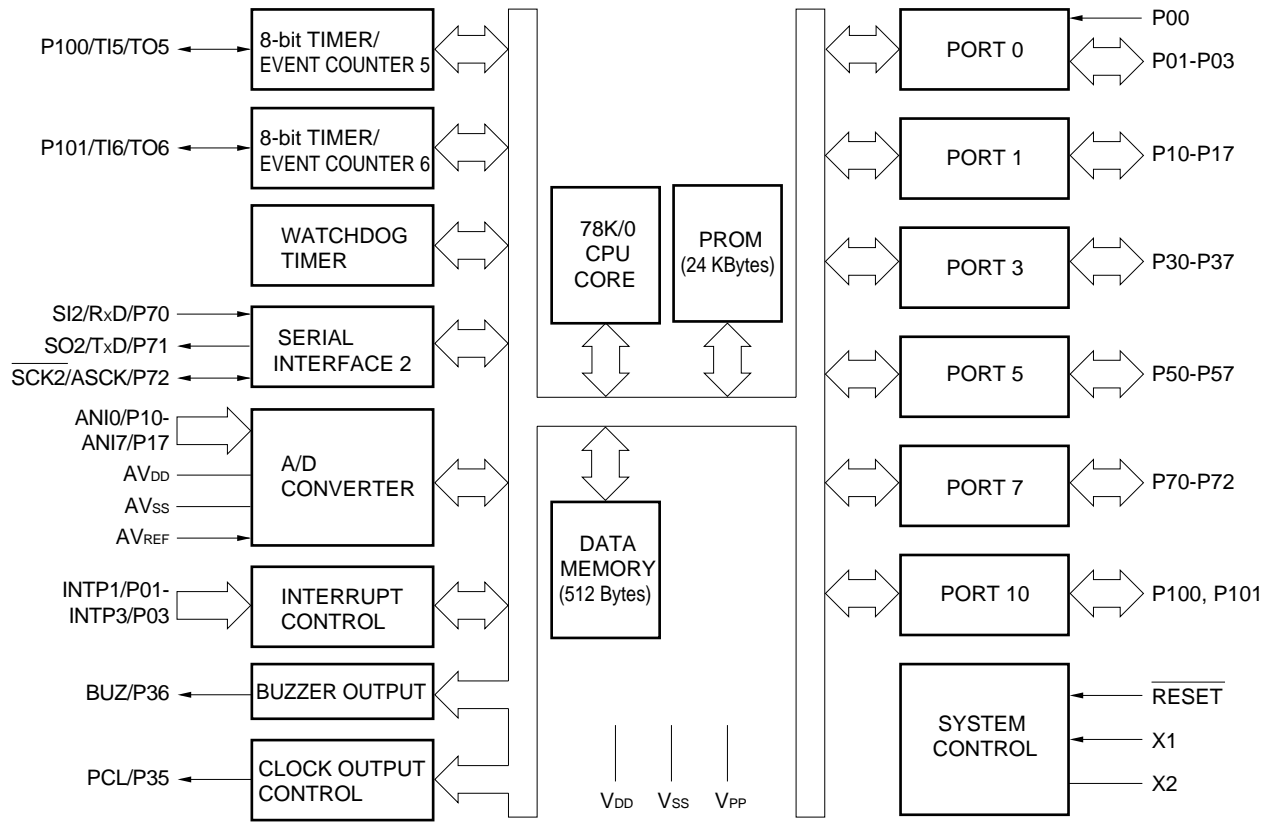 P100/TI5/TO5
8-bit TIMER/
EVENT COUNTER 5
P101/TI6/TO6
8-bit TIMER/
EVENT COUNTER 6
WATCHDOG
TIMER
SI2/RxD/P70
SO2/TxD/P71
SCK2/ASCK/P72
SERIAL
INTERFACE 2
ANI0/P10-
ANI7/P17
AVDD
AVSS
AVREF
A/D
CONVERTER
INTP1/P01-
INTP3/P03
INTERRUPT
CONTROL
BUZ/P36
BUZZER OUTPUT
PCL/P35
CLOCK OUTPUT
CONTROL
78K/0
CPU
CORE
PROM
(24 KBytes)
DATA
MEMORY
(512 Bytes)
VDD
VSS
VPP
PORT 0
P00
P01-P03
PORT 1
P10-P17
PORT 3
P30-P37
PORT 5
P50-P57
PORT 7
P70-P72
PORT 10
P100, P101
SYSTEM
CONTROL
RESET
X1
X2